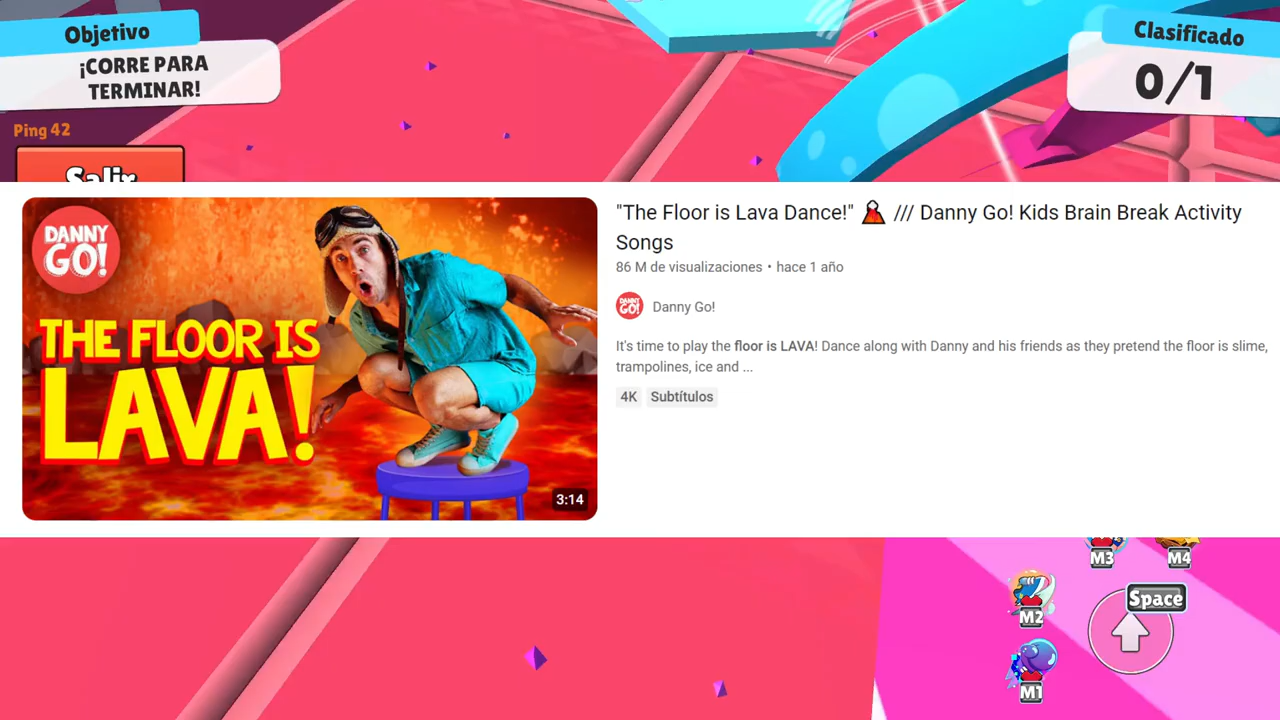 Objetivo
¡CORRE PARA
TERMINAR!
Clasificado
0/1
Ping 42
Salir
DANNY
GO!
THE FLOOR IS
LAVA!
3:14
"The Floor is Lava Dance!" 🌋 /// Danny Go! Kids Brain Break Activity
Songs
86 M de visualizaciones • hace 1 año
DANNY
GO!
Danny Go!
It's time to play the floor is LAVA! Dance along with Danny and his friends as they pretend the floor is slime,
trampolines, ice and ...
4K Subtítulos
M3
M4
M2
Space
M1